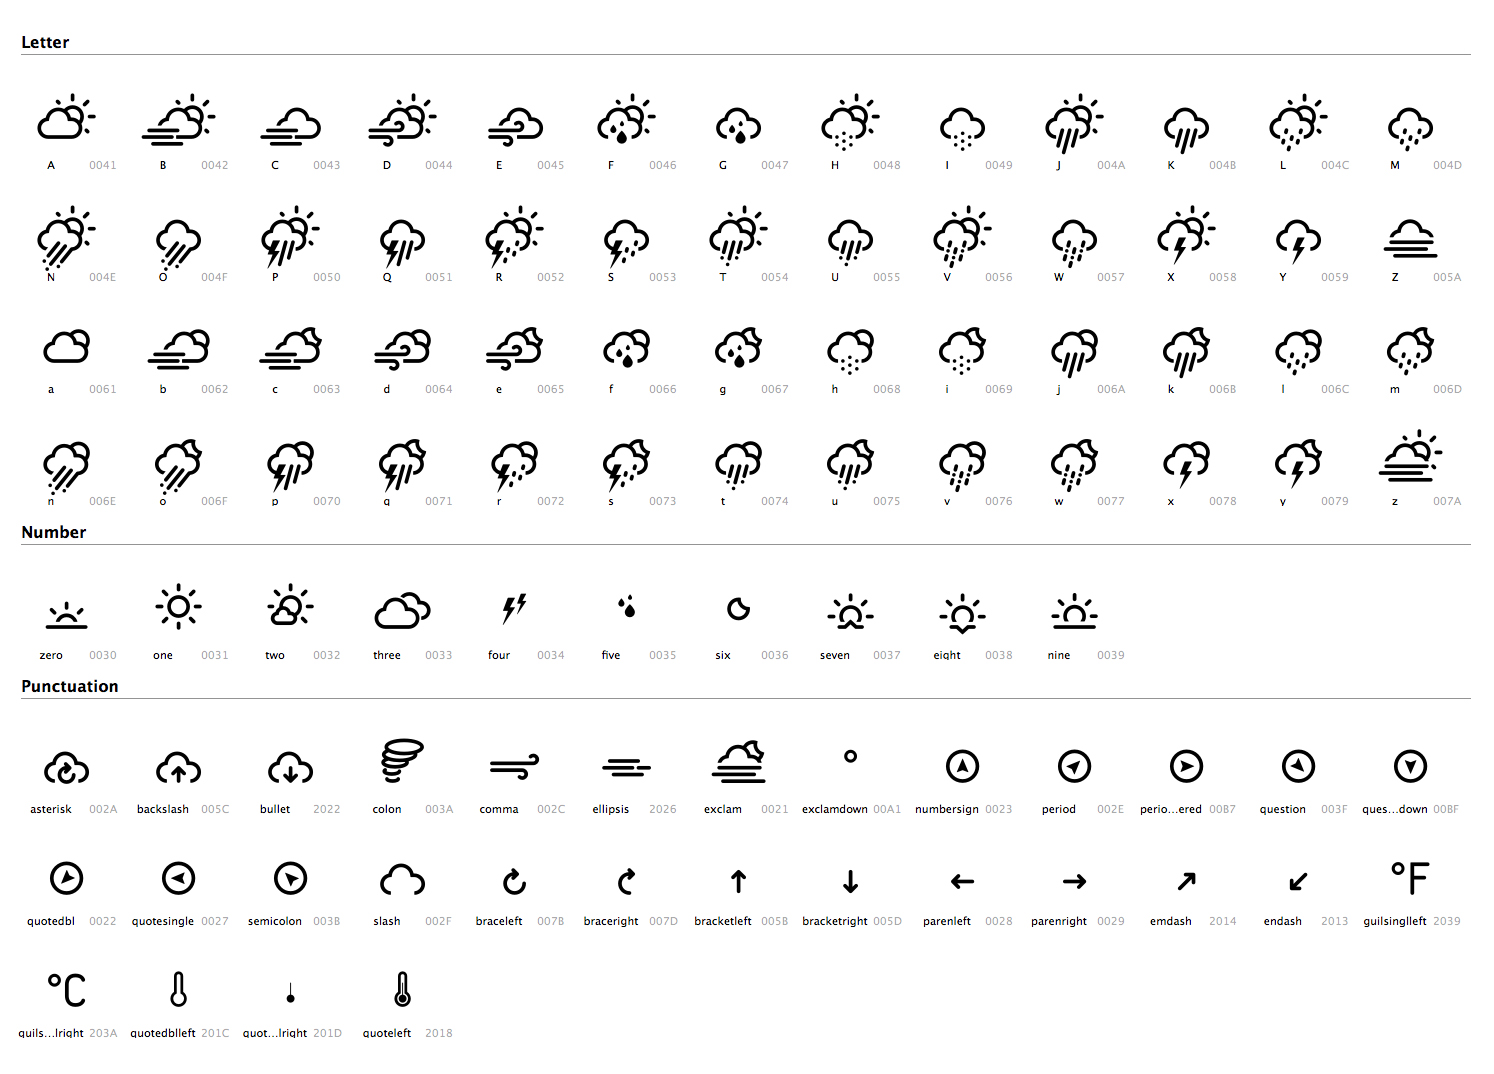 Letter
A 0041 B 0042 C 0043 D 0044 E 0045 F 0046 G 0047 H 0048 I 0049 J 004A K 004B L 004C M 004D
N 004E O 004F P 0050 Q 0051 R 0052 S 0053 T 0054 U 0055 V 0056 W 0057 X 0058 Y 0059 Z 005A
a 0061 b 0062 c 0063 d 0064 e 0065 f 0066 g 0067 h 0068 i 0069 j 006A k 006B l 006C m 006D
n 006E o 006F p 0070 q 0071 r 0072 s 0073 t 0074 u 0075 v 0076 w 0077 x 0078 y 0079 z 007A
Number
zero 0030 one 0031 two 0032 three 0033 four 0034 five 0035 six 0036 seven 0037 eight 0038 nine 0039
Punctuation
asterisk 002A backslash 005C bullet 2022 colon 003A comma 002C ellipsis 2026 exclam 0021 exclamdown 00A1 numbersign 0023 period 002E perio...ered 00B7 question 003F ques...down 00BF
°F
quotedbl 0022 quotesingle 0027 semicolon 003B slash 002F braceleft 007B braceright 007D bracketleft 005B bracketright 005D parenleft 0028 parenright 0029 emdash 2014 endash 2013 guilsinglleft 2039
°C
guils...lright 203A quotedblleft 201C quot...lright 201D quoteleft 2018